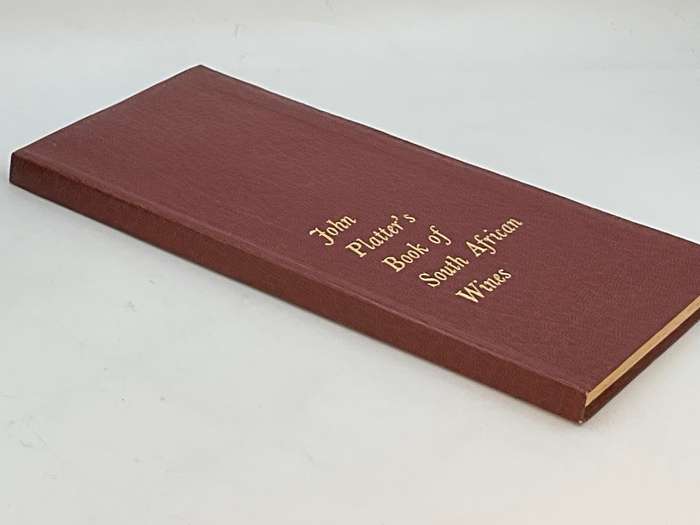 John
Platter's
Book of
South African
Wines